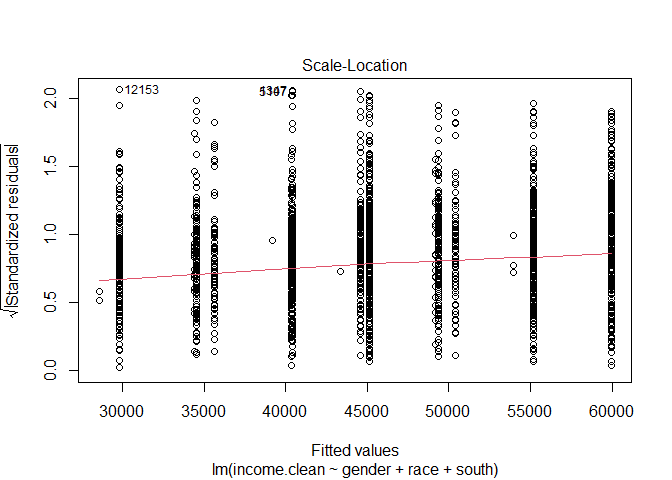 Scale-Location
√|Standardized residuals|
2.0
1.5
1.0
0.5
0.0
12153
30000 35000 40000 45000 50000 55000 60000
Fitted values
lm(income.clean ~ gender + race + south)